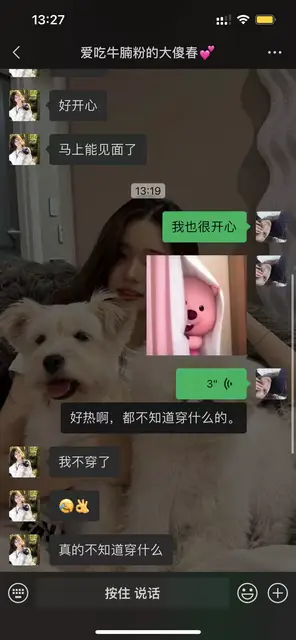 13:27
爱吃牛腩粉的大傻春💕
好开心
马上能见面了
13:19
我也很开心
3"
好热啊，都不知道穿什么的。
我不穿了
真的不知道穿什么
按住 说话